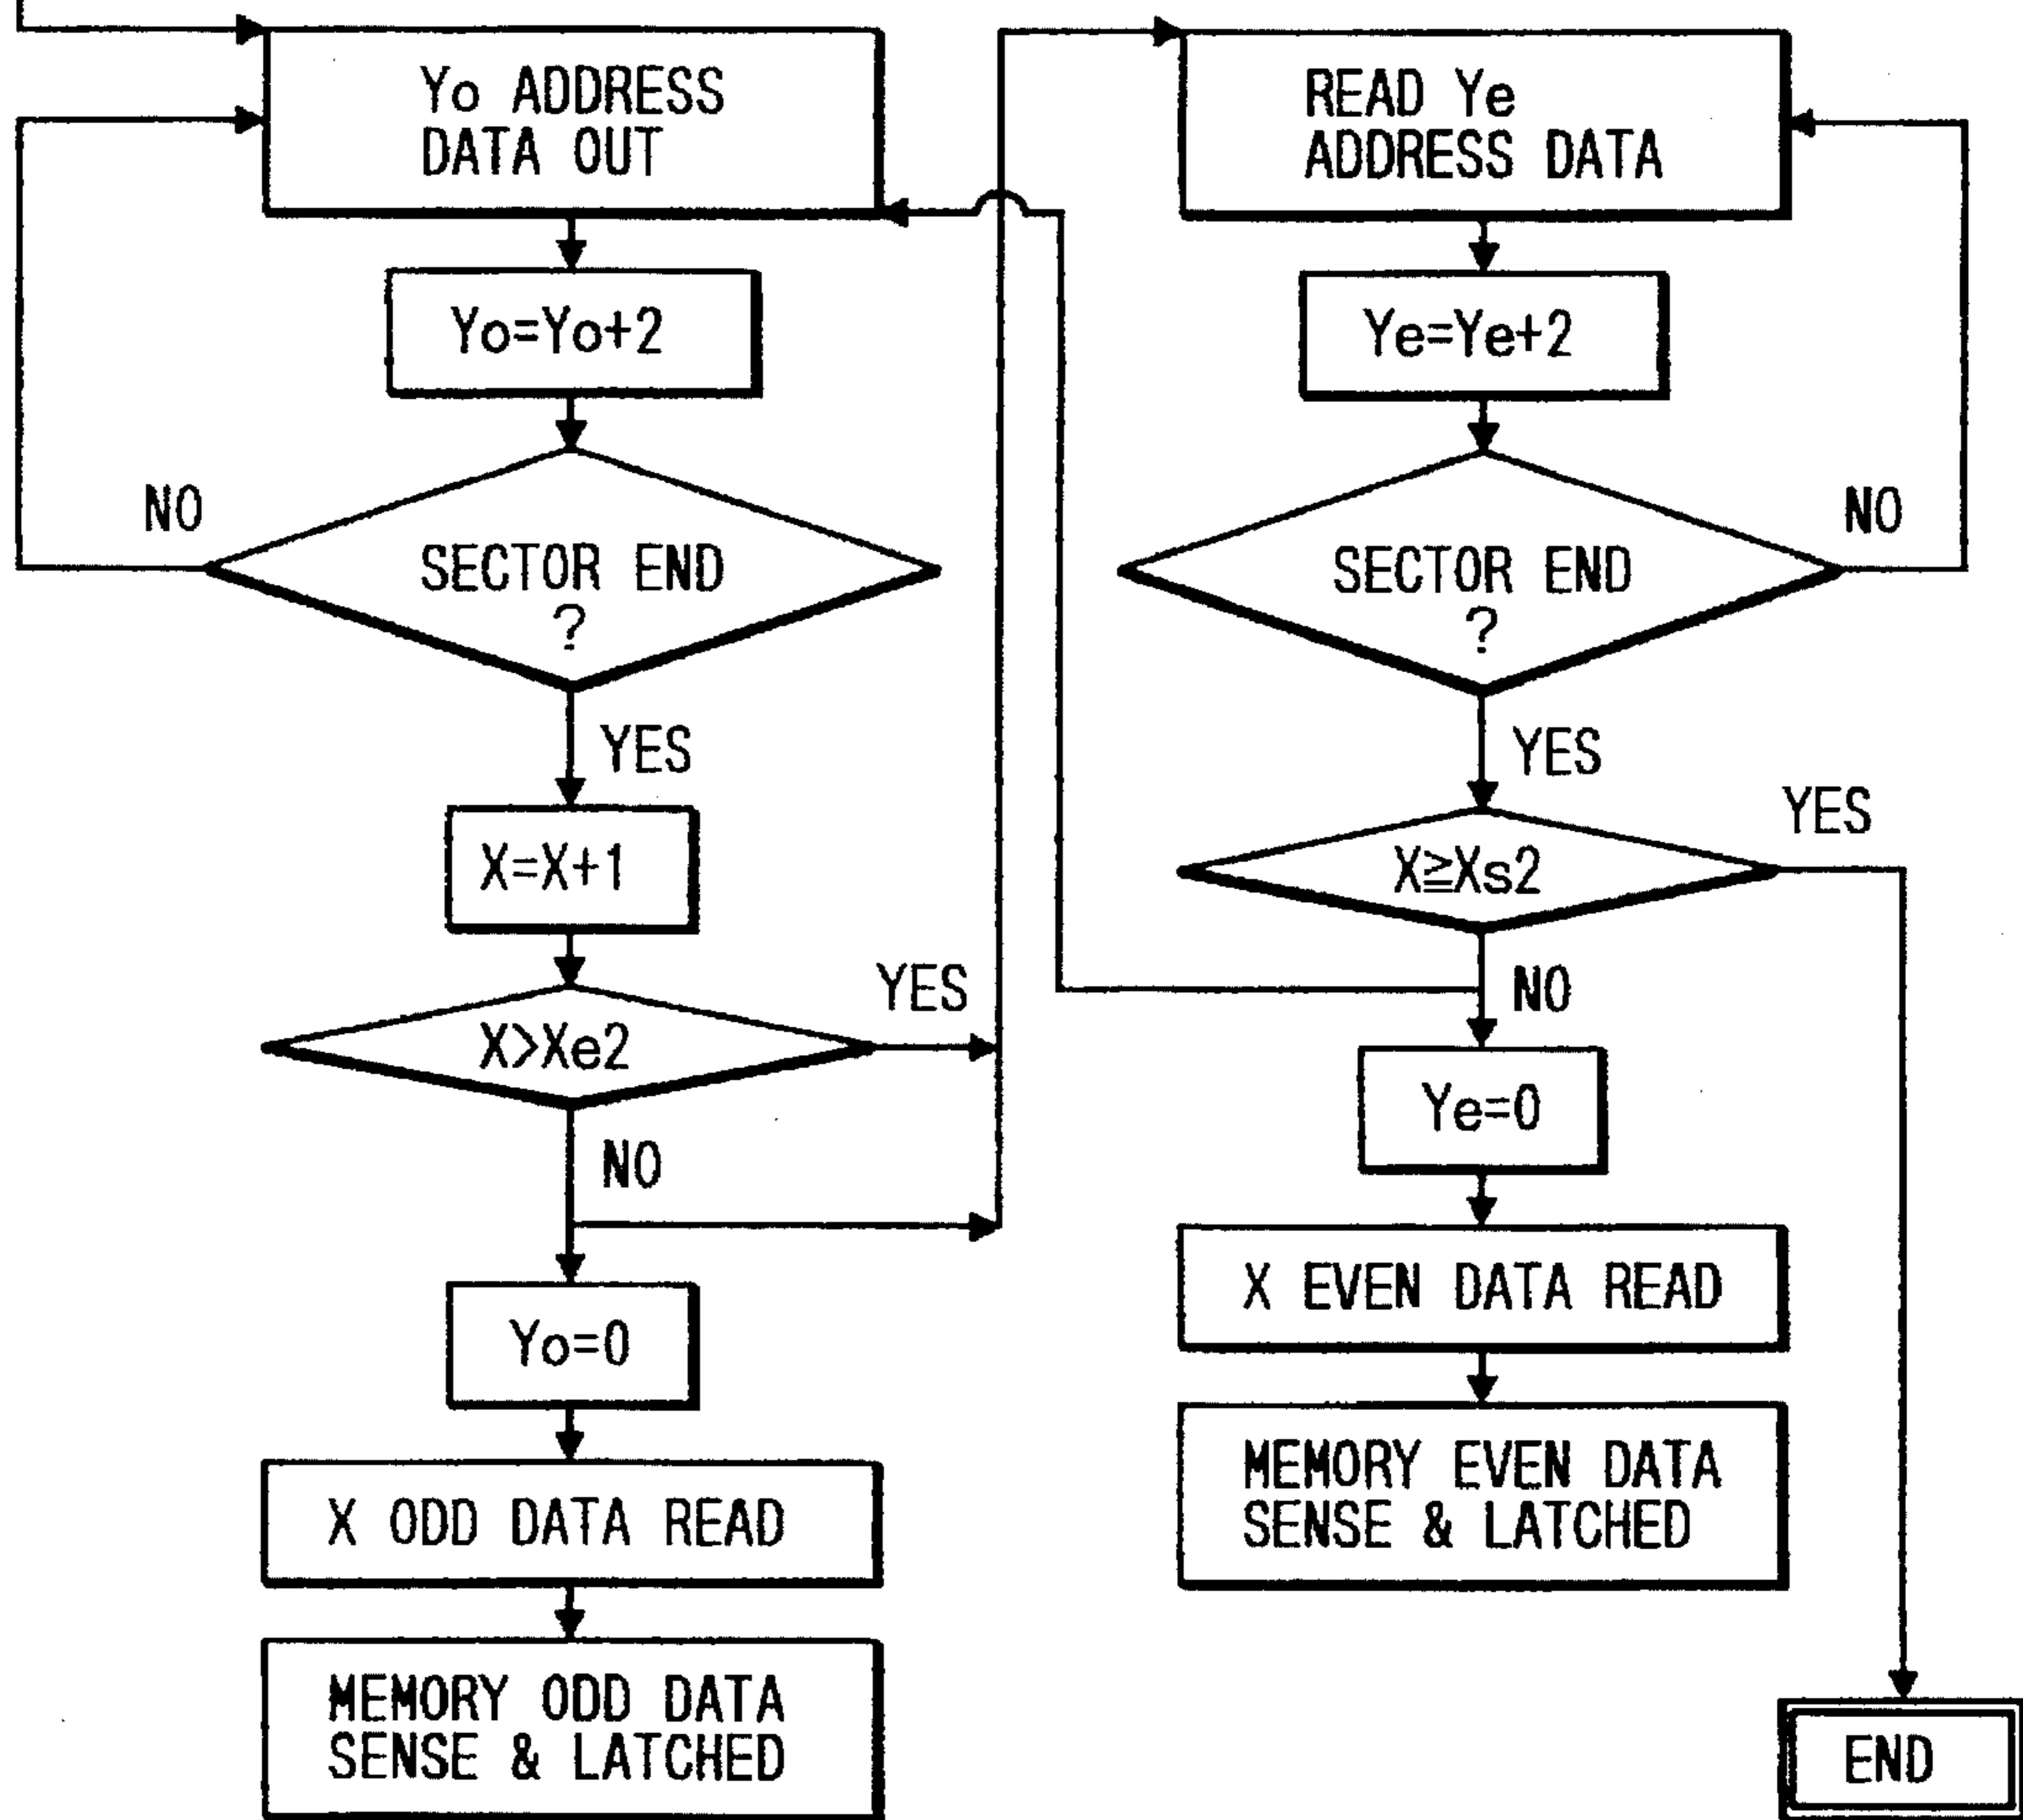 Yo ADDRESS
DATA OUT
Yo=Yo+2
NO
SECTOR END
?
YES
X=X+1
YES
X>Xe2
NO
Yo=0
X ODD DATA READ
MEMORY ODD DATA
SENSE & LATCHED
READ Ye
ADDRESS DATA
Ye=Ye+2
NO
SECTOR END
?
YES
YES
X≧Xs2
NO
Ye=0
X EVEN DATA READ
MEMORY EVEN DATA
SENSE & LATCHED
END